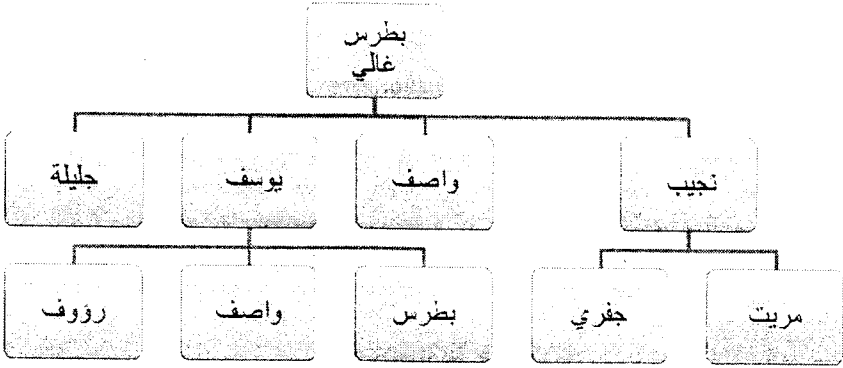 بطرس
غالي
نجيب
واصف
يوسف
جليلة
مريت
جفري
بطرس
واصف
رؤوف